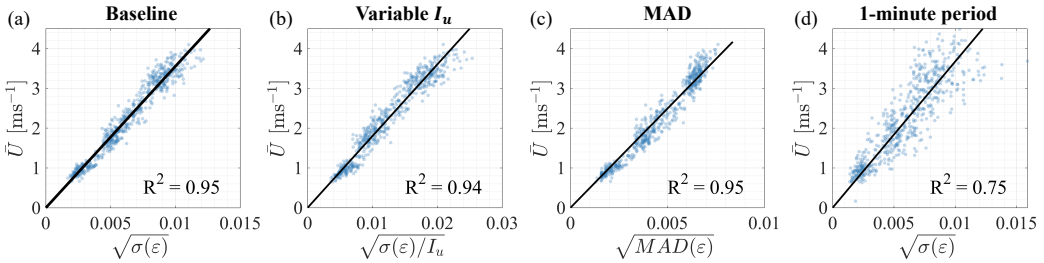 (a) Baseline
Ū [ms⁻¹]
4
3
2
1
0
0 0.005 0.01 0.015
R² = 0.95
√σ(ε)
(b) Variable Iᵤ
Ū [ms⁻¹]
4
3
2
1
0
0 0.01 0.02 0.03
R² = 0.94
√σ(ε)/Iᵤ
(c) MAD
Ū [ms⁻¹]
4
3
2
1
0
0 0.005 0.01
R² = 0.95
√MAD(ε)
(d) 1-minute period
Ū [ms⁻¹]
4
3
2
1
0
0 0.005 0.01 0.015
R² = 0.75
√σ(ε)